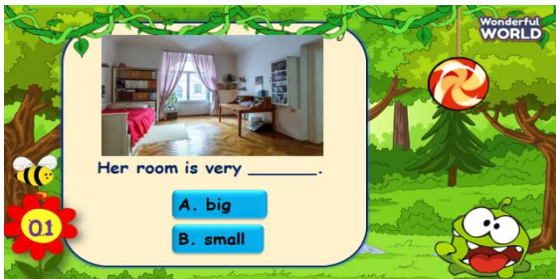 Wonderful
WORLD
Her room is very _______.
A. big
B. small
01